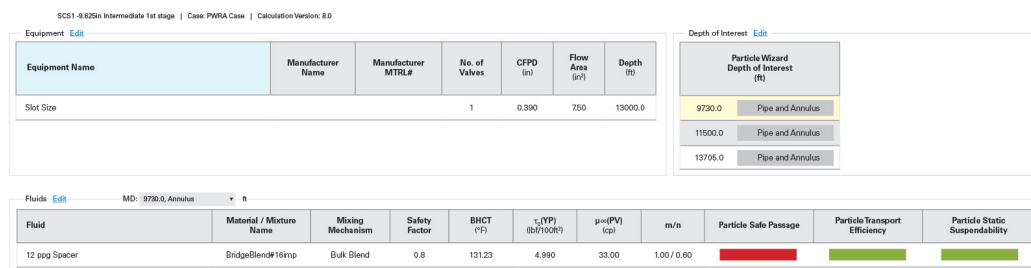 SCS1 -9.625in Intermediate 1st stage | Case: PWRA Case | Calculation Version: 8.0
Equipment Edit
Equipment Name Manufacturer Name Manufacturer MTRL# No. of Valves CFPD (in) Flow Area (in²) Depth (ft)
Slot Size 1 0.390 7.50 13000.0
Depth of Interest Edit
Particle Wizard Depth of Interest (ft)
9730.0 Pipe and Annulus
11500.0 Pipe and Annulus
13705.0 Pipe and Annulus
Fluids Edit MD: 9730.0, Annulus ft
Fluid Material / Mixture Name Mixing Mechanism Safety Factor BHCT (°F) τ₀(YP) (lbf/100ft²) μ∞(PV) (cp) m/n Particle Safe Passage Particle Transport Efficiency Particle Static Suspendability
12 ppg Spacer BridgeBlend#16imp Bulk Blend 0.8 131.23 4.990 33.00 1.00 / 0.60